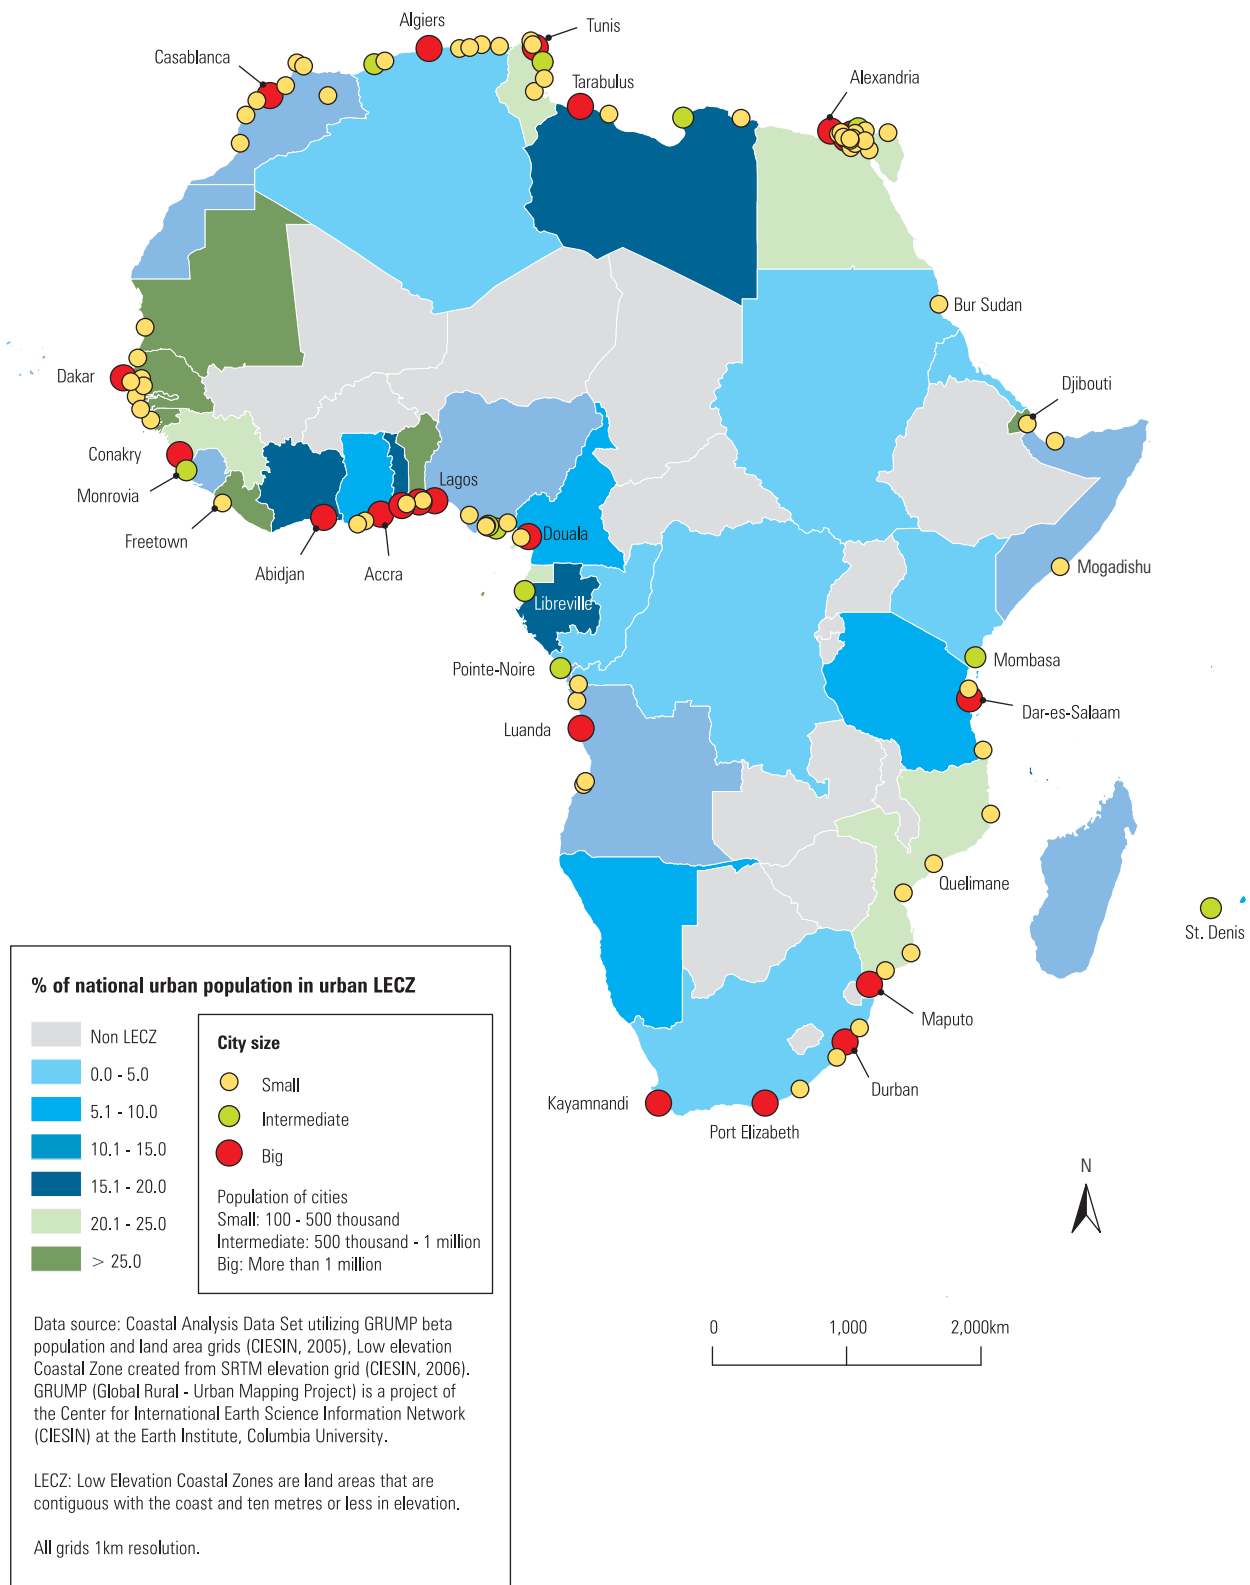 Algiers
Tunis
Casablanca
Tarabulus
Alexandria
Bur Sudan
Dakar
Djibouti
Conakry
Lagos
Monrovia
Freetown
Douala
Abidjan
Accra
Mogadishu
Libreville
Pointe-Noire
Mombasa
Dar-es-Salaam
Luanda
Quelimane
St. Denis
Maputo
Durban
Kayamnandi
Port Elizabeth
N
0 1,000 2,000km
% of national urban population in urban LECZ
Non LECZ
0.0 - 5.0
5.1 - 10.0
10.1 - 15.0
15.1 - 20.0
20.1 - 25.0
> 25.0
City size
Small
Intermediate
Big
Population of cities
Small: 100 - 500 thousand
Intermediate: 500 thousand - 1 million
Big: More than 1 million
Data source: Coastal Analysis Data Set utilizing GRUMP beta
population and land area grids (CIESIN, 2005), Low elevation
Coastal Zone created from SRTM elevation grid (CIESIN, 2006).
GRUMP (Global Rural - Urban Mapping Project) is a project of
the Center for International Earth Science Information Network
(CIESIN) at the Earth Institute, Columbia University.
LECZ: Low Elevation Coastal Zones are land areas that are
contiguous with the coast and ten metres or less in elevation.
All grids 1km resolution.